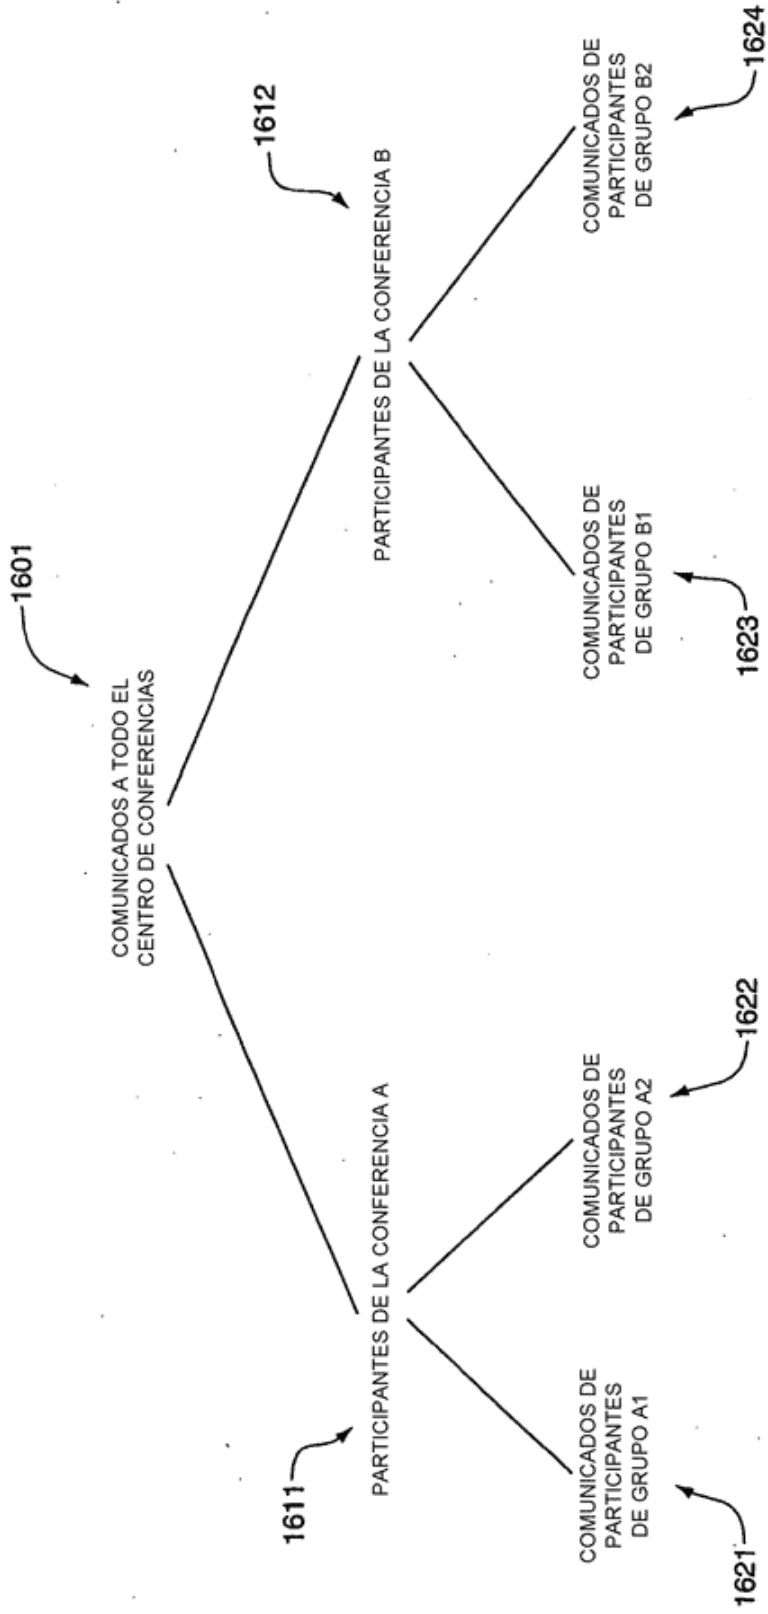 1601
COMUNICADOS A TODO EL
CENTRO DE CONFERENCIAS
1611
PARTICIPANTES DE LA CONFERENCIA A
PARTICIPANTES DE LA CONFERENCIA B
1612
COMUNICADOS DE
PARTICIPANTES
DE GRUPO A1
1621
COMUNICADOS DE
PARTICIPANTES
DE GRUPO A2
1622
COMUNICADOS DE
PARTICIPANTES
DE GRUPO B1
1623
COMUNICADOS DE
PARTICIPANTES
DE GRUPO B2
1624